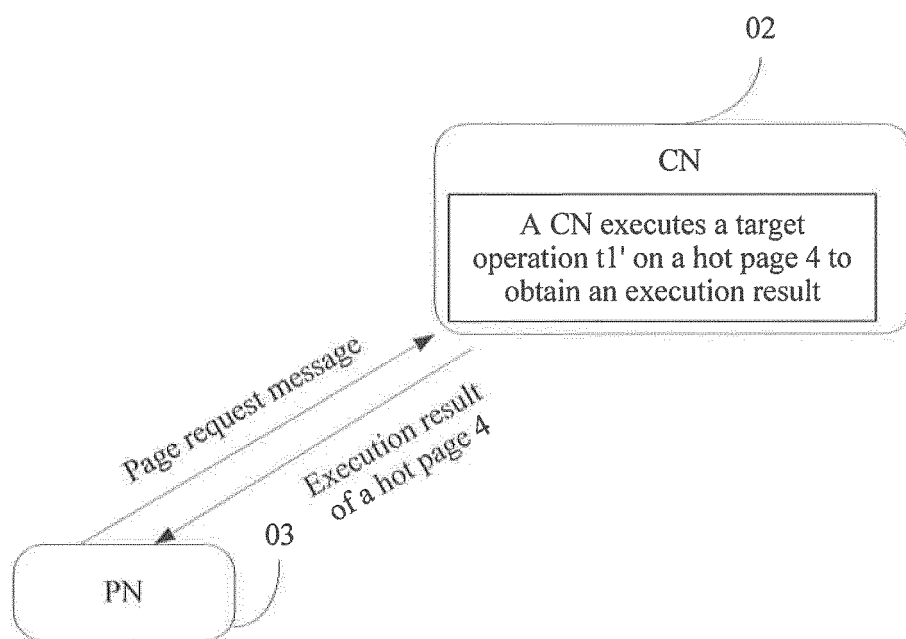 02
CN
A CN executes a target
operation t1' on a hot page 4 to
obtain an execution result
Page request message
Execution result
of a hot page 4
03
PN